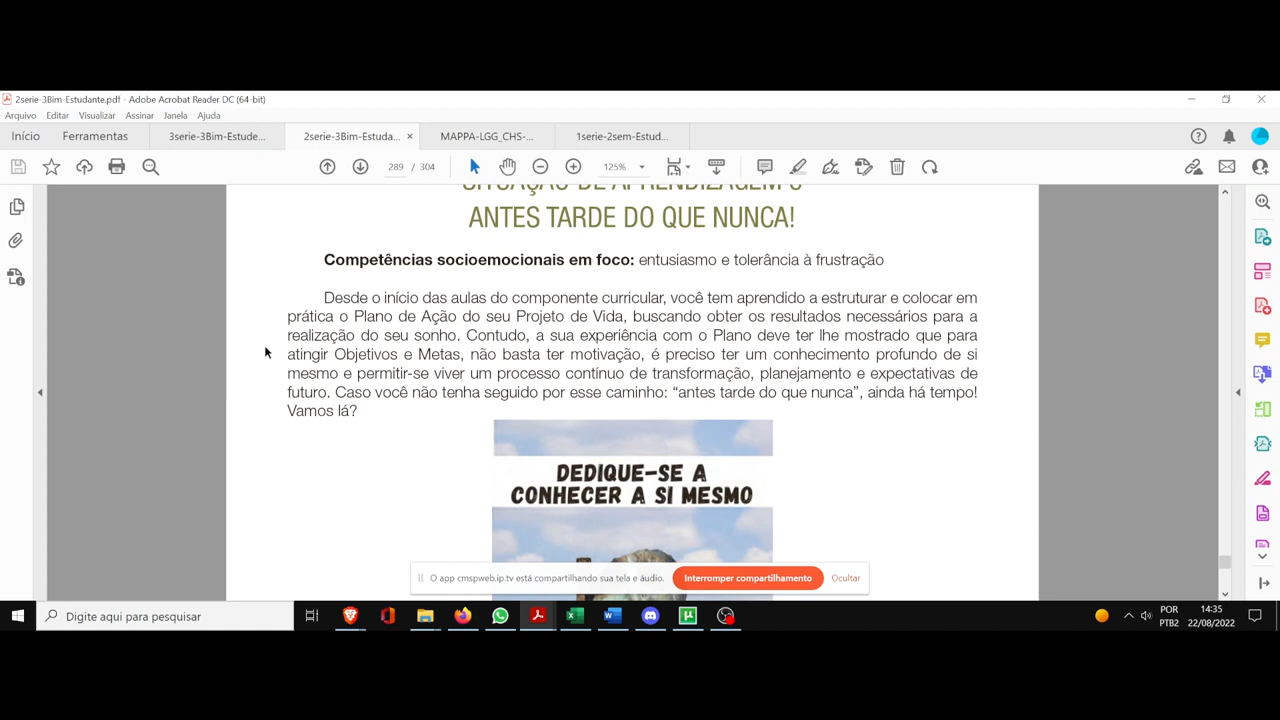 2serie-3Bim-Estudante.pdf - Adobe Acrobat Reader DC (64-bit)
Arquivo Editar Visualizar Assinar Janela Ajuda
Início Ferramentas 3serie-3Bim-Estude... 2serie-3Bim-Estuda... × MAPPA-LGG_CHS-... 1serie-2sem-Estud...
289 / 304 125%
SITUAÇÃO DE APRENDIZAGEM
ANTES TARDE DO QUE NUNCA!
Competências socioemocionais em foco: entusiasmo e tolerância à frustração
Desde o início das aulas do componente curricular, você tem aprendido a estruturar e colocar em
prática o Plano de Ação do seu Projeto de Vida, buscando obter os resultados necessários para a
realização do seu sonho. Contudo, a sua experiência com o Plano deve ter lhe mostrado que para
atingir Objetivos e Metas, não basta ter motivação, é preciso ter um conhecimento profundo de si
mesmo e permitir-se viver um processo contínuo de transformação, planejamento e expectativas de
futuro. Caso você não tenha seguido por esse caminho: “antes tarde do que nunca”, ainda há tempo!
Vamos lá?
DEDIQUE-SE A
CONHECER A SI MESMO
O app cmspweb.ip.tv está compartilhando sua tela e áudio. Interromper compartilhamento Ocultar
Digite aqui para pesquisar
POR 14:35
PTB2 22/08/2022